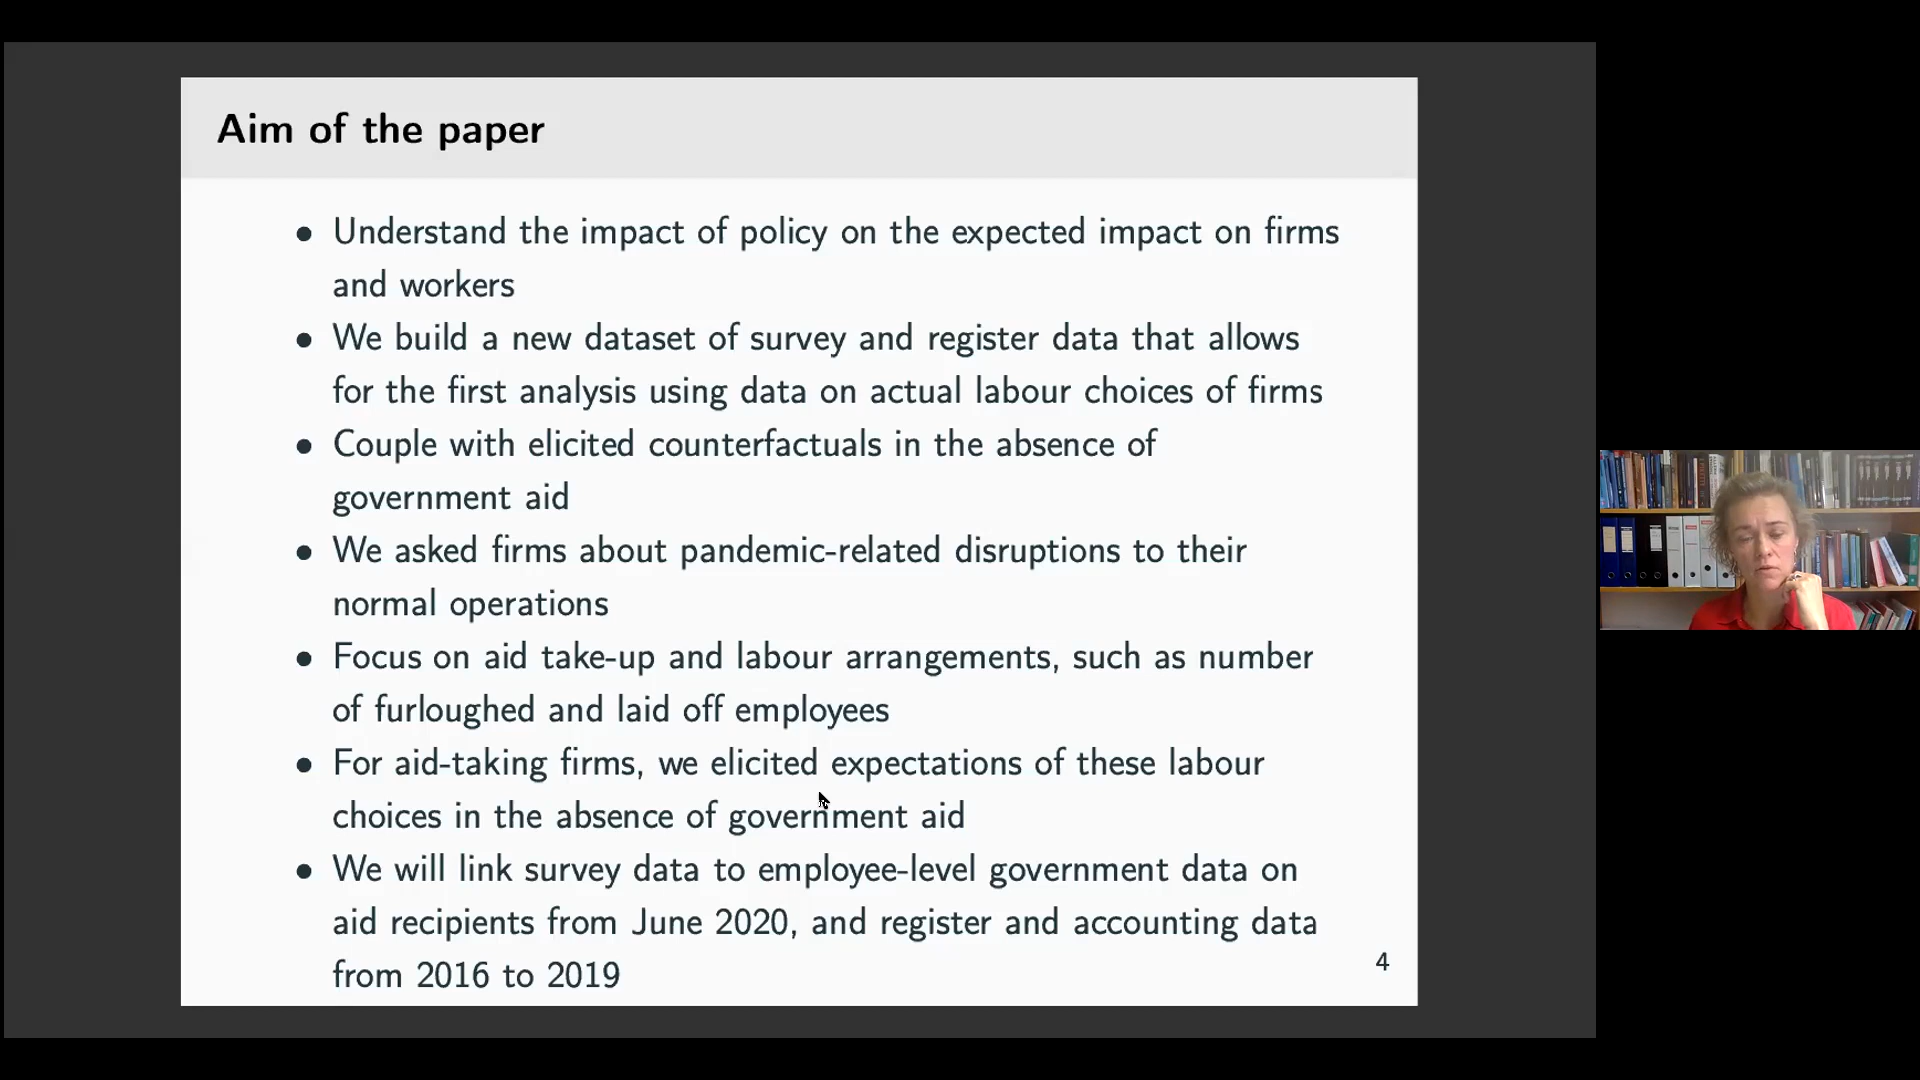 Aim of the paper
• Understand the impact of policy on the expected impact on firms
and workers
• We build a new dataset of survey and register data that allows
for the first analysis using data on actual labour choices of firms
• Couple with elicited counterfactuals in the absence of
government aid
• We asked firms about pandemic-related disruptions to their
normal operations
• Focus on aid take-up and labour arrangements, such as number
of furloughed and laid off employees
• For aid-taking firms, we elicited expectations of these labour
choices in the absence of government aid
• We will link survey data to employee-level government data on
aid recipients from June 2020, and register and accounting data
from 2016 to 2019
4